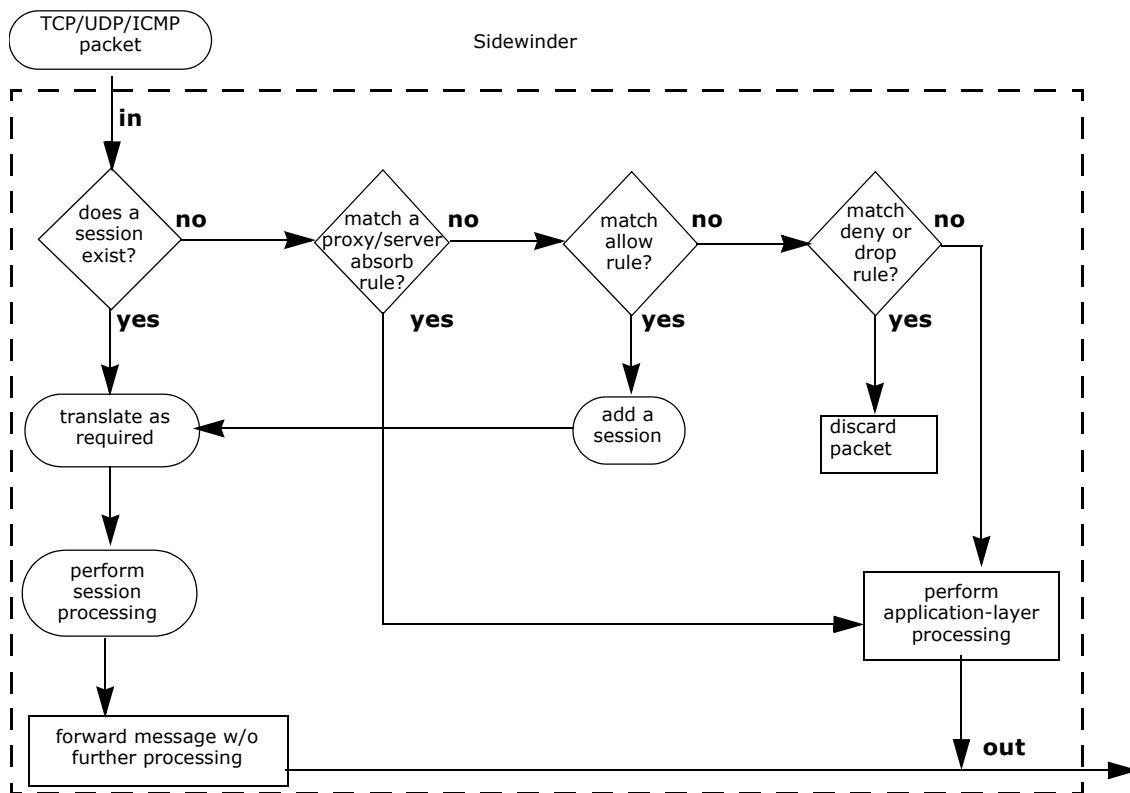 TCP/UDP/ICMP
packet
Sidewinder
in
does a
session
exist?
no
match a
proxy/server
absorb
rule?
no
match
allow
rule?
no
match
deny or
drop
rule?
no
yes
yes
yes
yes
translate as
required
add a
session
discard
packet
perform
session
processing
perform
application-layer
processing
forward message w/o
further processing
out